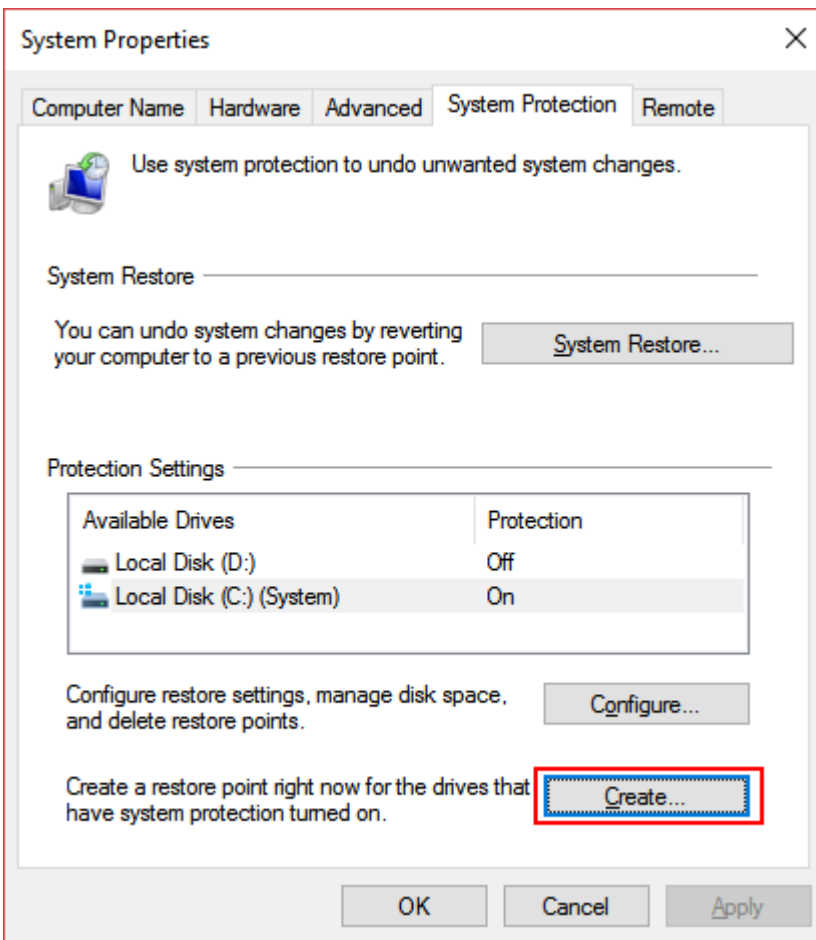 System Properties
Computer Name Hardware Advanced System Protection Remote
Use system protection to undo unwanted system changes.
System Restore
You can undo system changes by reverting
your computer to a previous restore point.
System Restore...
Protection Settings
Available Drives Protection
Local Disk (D:) Off
Local Disk (C:) (System) On
Configure restore settings, manage disk space,
and delete restore points.
Configure...
Create a restore point right now for the drives that
have system protection turned on.
Create...
OK Cancel Apply